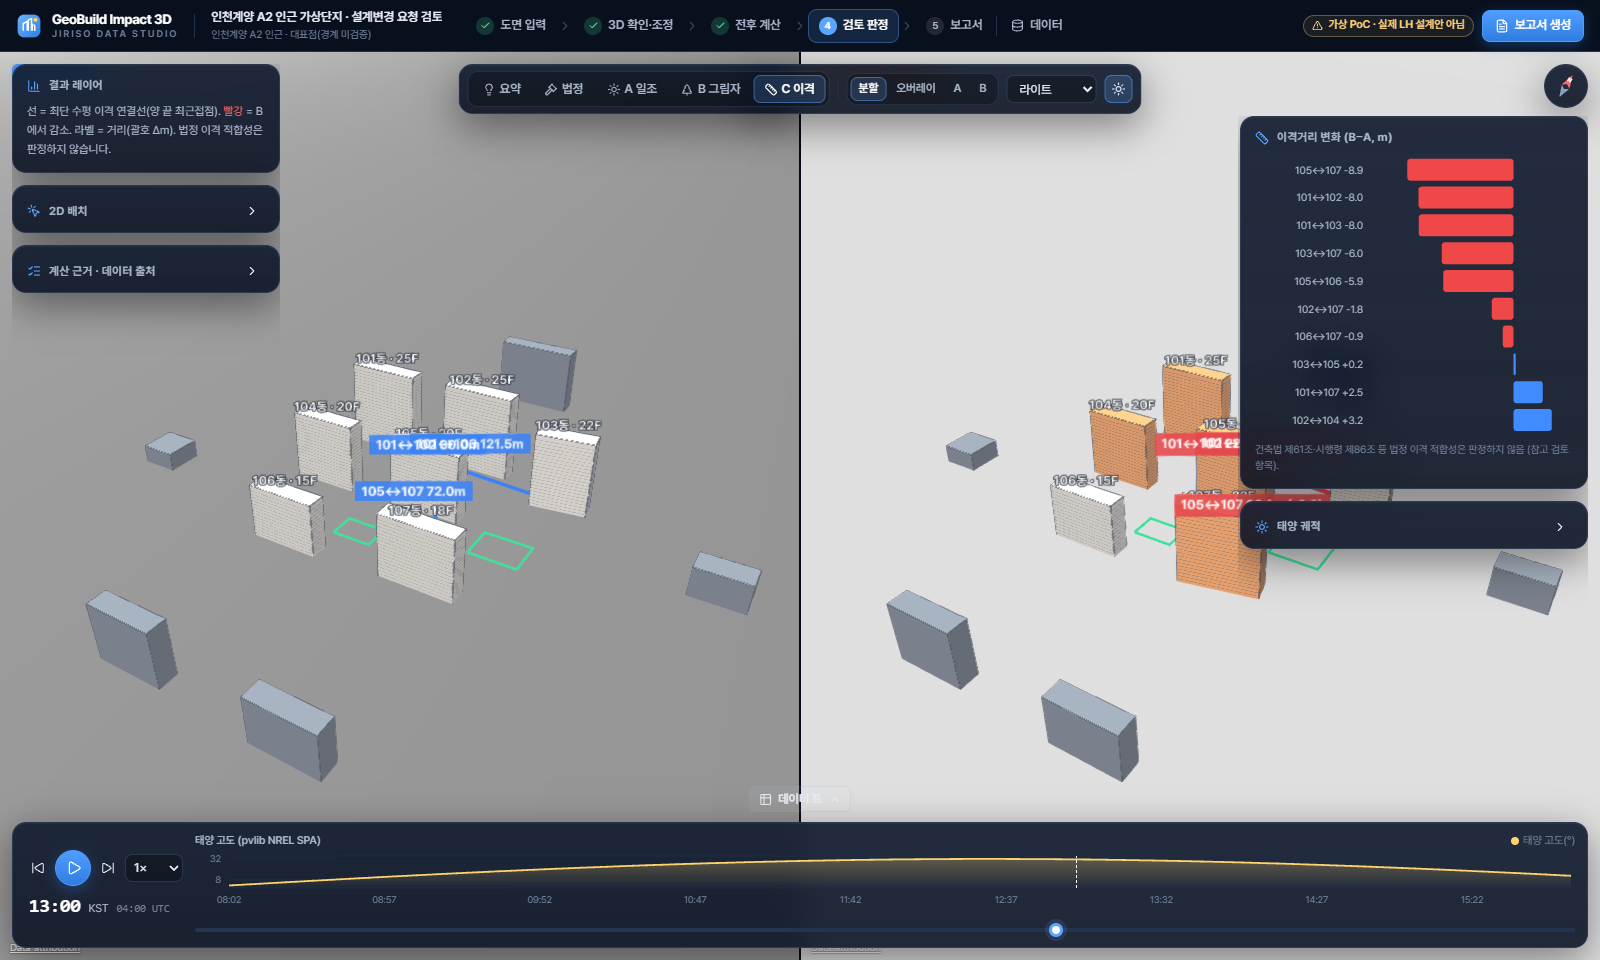 GeoBuild Impact 3D
JIRISO DATA STUDIO
인천계양 A2 인근 가상단지 · 설계변경 요청 검토
인천계양 A2 인근 · 대표점(경계 미검증)
도면 입력
3D 확인·조정
전후 계산
4 검토 판정
5 보고서
데이터
가상 PoC · 실제 LH 설계안 아님
보고서 생성
결과 레이어
선 = 최단 수평 이격 연결선(양 끝 최근접점). 빨강 = B
에서 감소. 라벨 = 거리(괄호 Δm). 법정 이격 적합성은
판정하지 않습니다.
2D 배치
계산 근거 · 데이터 출처
요약
법정
A 일조
B 그림자
C 이격
분할
오버레이
A
B
라이트
이격거리 변화 (B−A, m)
105↔107 -8.9
101↔102 -8.0
101↔103 -8.0
103↔107 -6.0
105↔106 -5.9
102↔107 -1.8
106↔107 -0.9
103↔105 +0.2
101↔107 +2.5
102↔104 +3.2
건축법 제61조·시행령 제86조 등 법정 이격 적합성은 판정하지 않음 (참고 검토
항목).
태양 궤적
101동 · 25F
102동 · 25F
104동 · 20F
103동 · 22F
121.5m
106동 · 15F
105↔107 72.0m
107동 · 18F
101동 · 25F
104동 · 20F
105동
106동 · 15F
105↔107
데이터 표
태양 고도 (pvlib NREL SPA)
태양 고도(°)
1×
13:00 KST 04:00 UTC
32
8
08:02
08:57
09:52
10:47
11:42
12:37
13:32
14:27
15:22
Data attribution